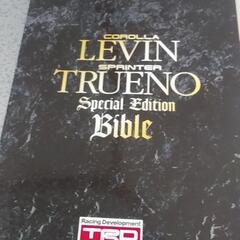 COROLLA
LEVIN
SPRINTER
TRUENO
Special Edition
Bible
Racing Development
TRD